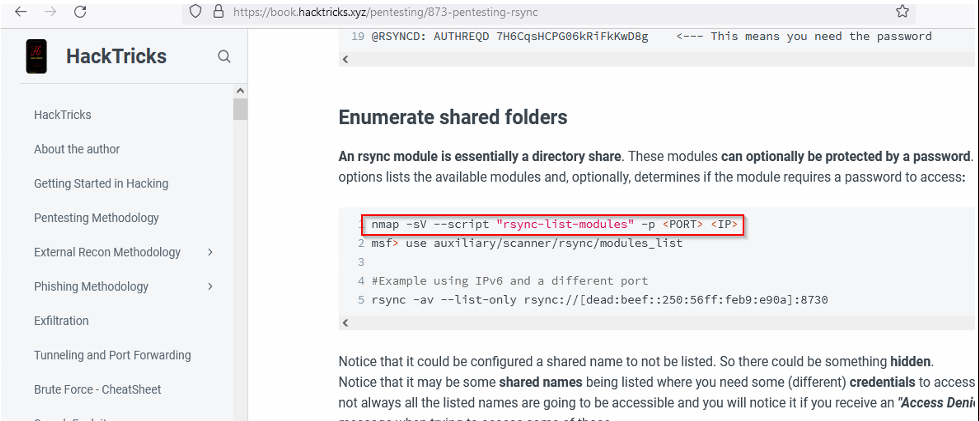 https://book.hacktricks.xyz/pentesting/873-pentesting-rsync
HackTricks
HackTricks
About the author
Getting Started in Hacking
Pentesting Methodology
External Recon Methodology
Phishing Methodology
Exfiltration
Tunneling and Port Forwarding
Brute Force - CheatSheet
19 @RSYNCD: AUTHREQD 7H6CqsHCPG06kRiFkKwD8g <--- This means you need the password
Enumerate shared folders
An rsync module is essentially a directory share. These modules can optionally be protected by a password.
options lists the available modules and, optionally, determines if the module requires a password to access:
1 nmap -sV --script "rsync-list-modules" -p <PORT> <IP>
2 msf> use auxiliary/scanner/rsync/modules_list
3
4 #Example using IPv6 and a different port
5 rsync -av --list-only rsync://[dead:beef::250:56ff:feb9:e90a]:8730
Notice that it could be configured a shared name to not be listed. So there could be something hidden.
Notice that it may be some shared names being listed where you need some (different) credentials to access
not always all the listed names are going to be accessible and you will notice it if you receive an "Access Deni